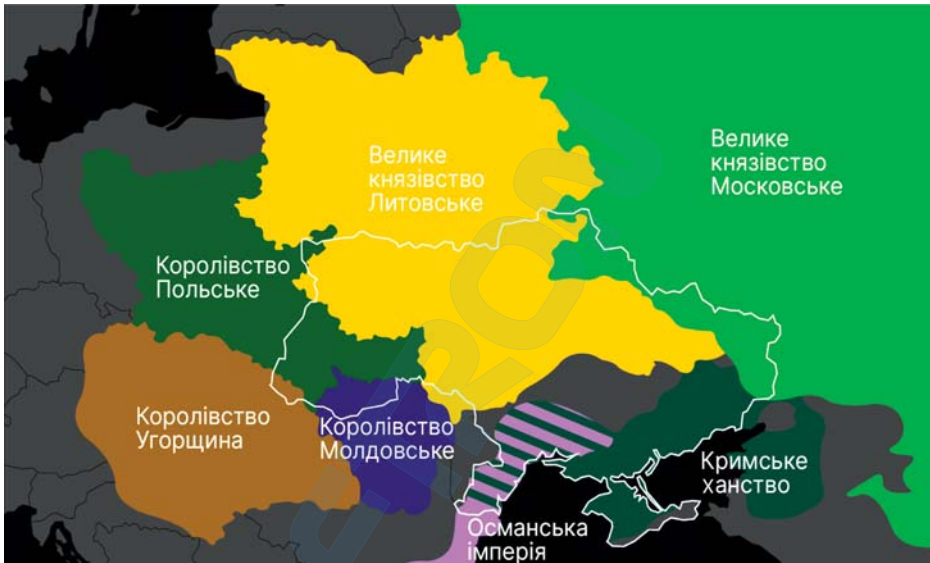 Велике
князівство
Литовське
Велике
князівство
Московське
Королівство
Польське
Королівство
Угорщина
Королівство
Молдовське
Кримське
ханство
Османська
імперія